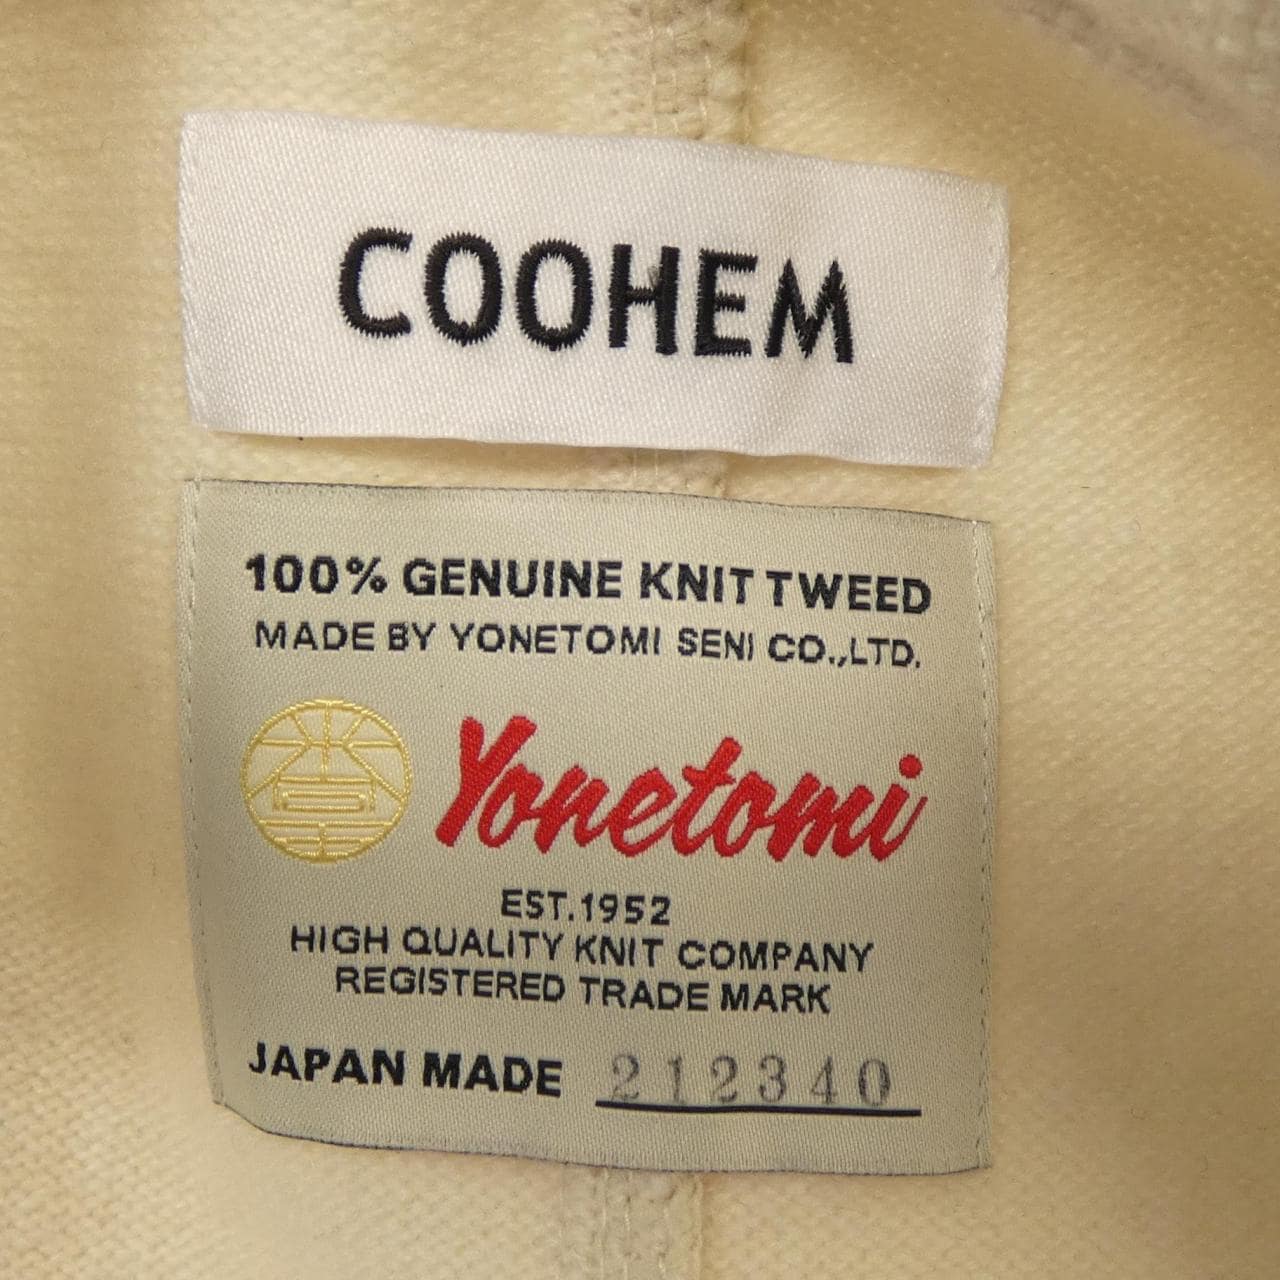 COOHEM
100% GENUINE KNIT TWEED
MADE BY YONETOMI SENI CO.,LTD.
Yonetomi
EST.1952
HIGH QUALITY KNIT COMPANY
REGISTERED TRADE MARK
JAPAN MADE 212340